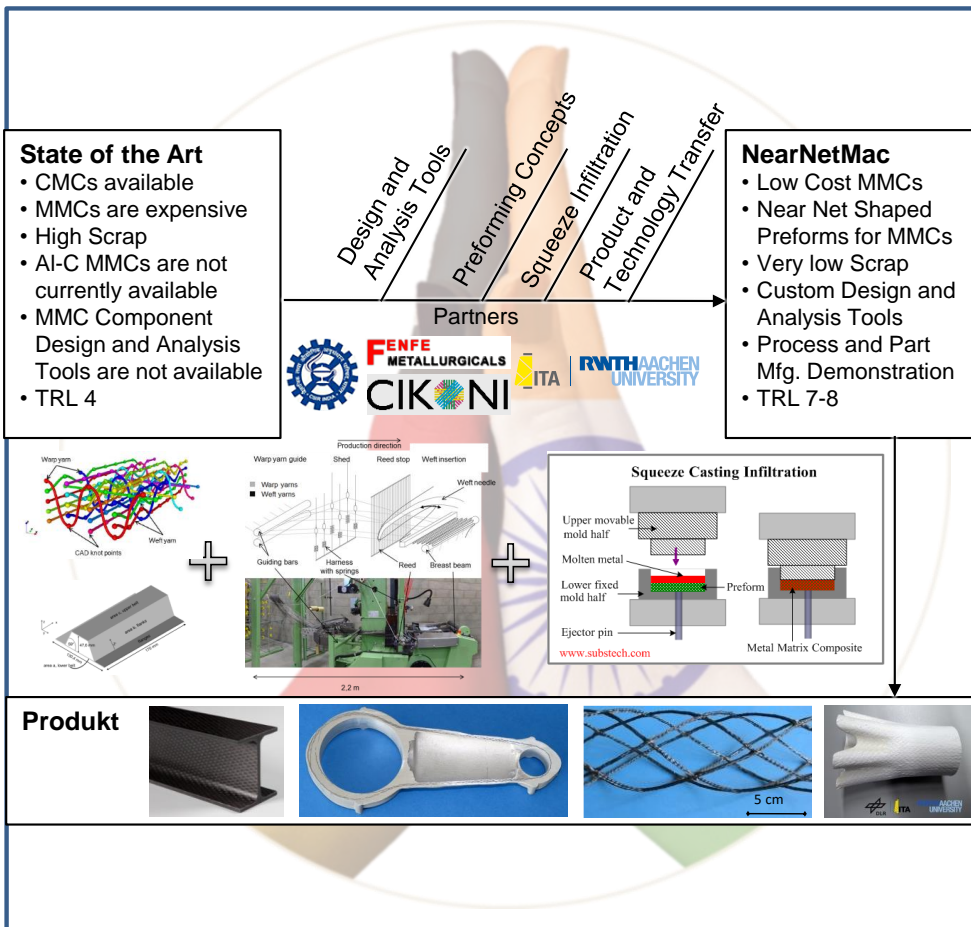 State of the Art
• CMCs available
• MMCs are expensive
• High Scrap
• Al-C MMCs are not
currently available
• MMC Component
Design and Analysis
Tools are not available
• TRL 4
Design and
Analysis Tools
Preforming Concepts
Squeeze Infiltration
Product and
Technology Transfer
NearNetMac
• Low Cost MMCs
• Near Net Shaped
Preforms for MMCs
• Very low Scrap
• Custom Design and
Analysis Tools
• Process and Part
Mfg. Demonstration
• TRL 7-8
Partners
CSIR INDIA
FENFE
METALLURGICALS
CIKONI
ITA
RWTH AACHEN
UNIVERSITY
Warp yarn
CAD knot points
Weft yarn
Production direction
Warp yarn guide
Shed
Reed stop
Weft insertion
Warp yarns
Weft yarns
Weft needle
Guiding bars
Harness
with springs
Reed
Breast beam
2,2 m
170 mm
area a, lower belt
Squeeze Casting Infiltration
Upper movable
mold half
Molten metal
Lower fixed
mold half
Preform
Ejector pin
Metal Matrix Composite
www.substech.com
Produkt
5 cm
DLR
ITA
AACHEN
UNIVERSITY